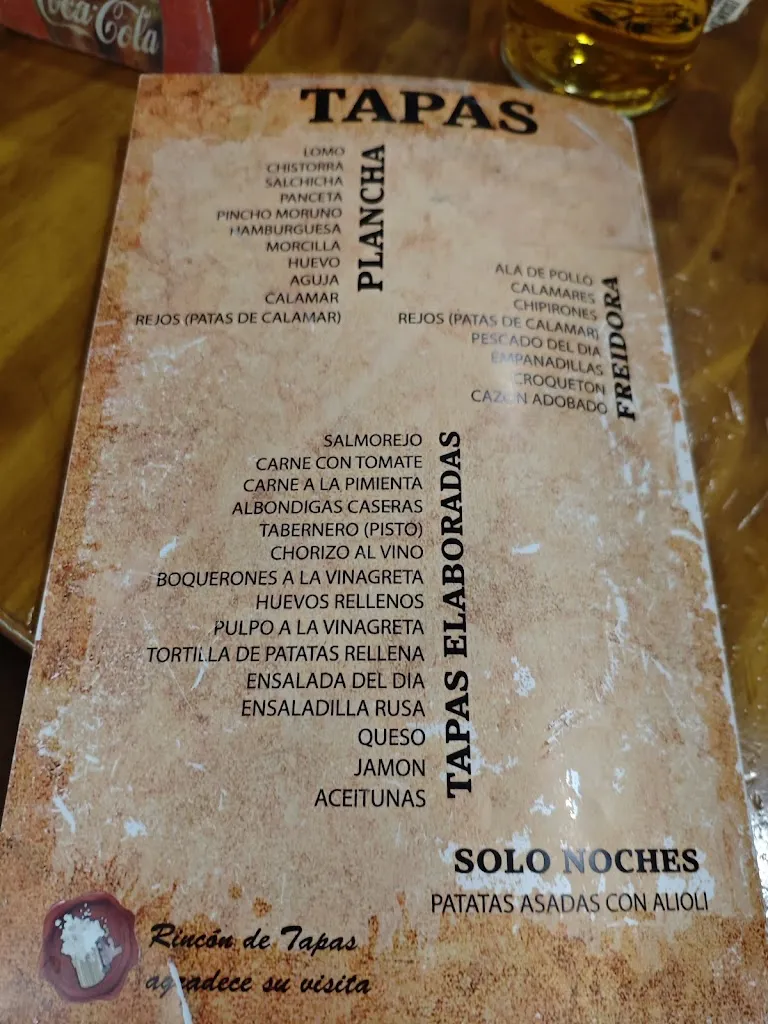 Coca-Cola
TAPAS
PLANCHA
LOMO
CHISTORRA
SALCHICHA
PANCETA
PINCHO MORUNO
HAMBURGUESA
MORCILLA
HUEVO
AGUJA
CALAMAR
REJOS (PATAS DE CALAMAR)
FREIDORA
ALA DE POLLO
CALAMARES
CHIPIRONES
REJOS (PATAS DE CALAMAR)
PESCADO DEL DIA
EMPANADILLAS
CROQUETON
CAZON ADOBADO
TAPAS ELABORADAS
SALMOREJO
CARNE CON TOMATE
CARNE A LA PIMIENTA
ALBONDIGAS CASERAS
TABERNERO (PISTO)
CHORIZO AL VINO
BOQUERONES A LA VINAGRETA
HUEVOS RELLENOS
PULPO A LA VINAGRETA
TORTILLA DE PATATAS RELLENA
ENSALADA DEL DIA
ENSALADILLA RUSA
QUESO
JAMON
ACEITUNAS
SOLO NOCHES
PATATAS ASADAS CON ALIOLI
Rincón de Tapas
agradece su visita